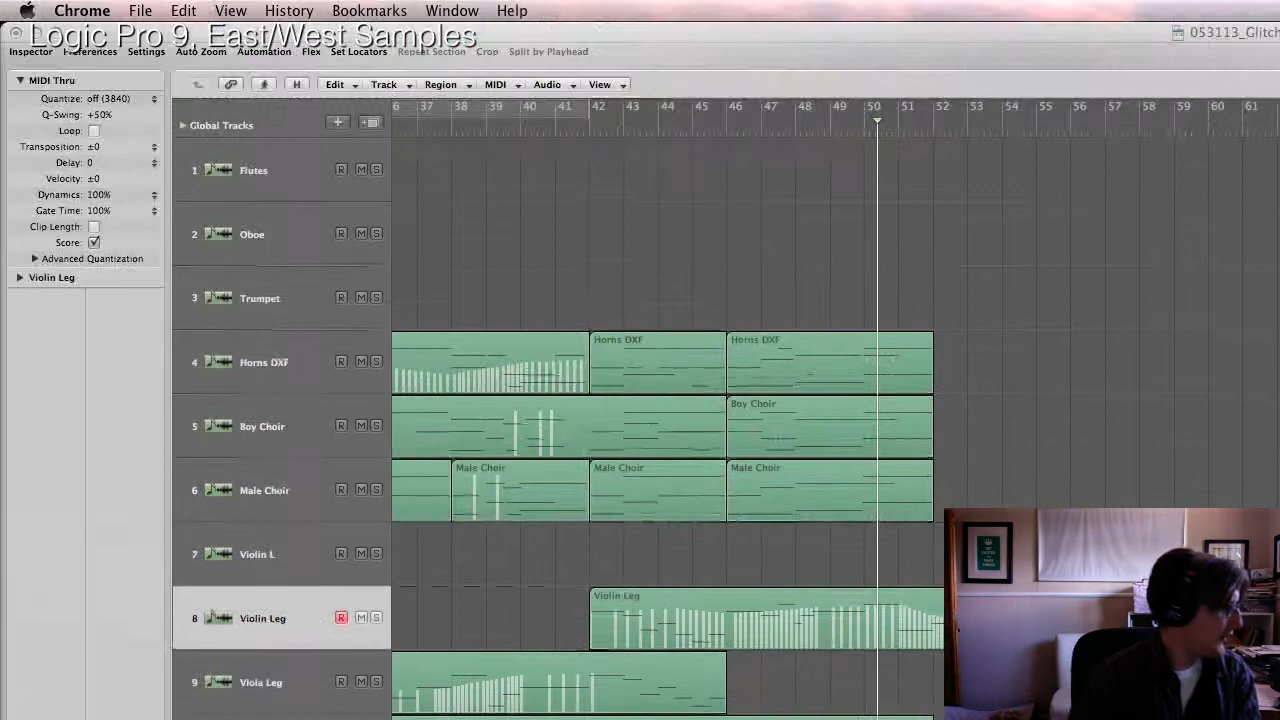 Chrome File Edit View History Bookmarks Window Help
Logic Pro 9, East/West Samples
053113_Glitch
Inspector Preferences Settings Auto Zoom Automation Flex Set Locators Repeat Section Crop Split by Playhead
MIDI Thru
Edit Track Region MIDI Audio View
Quantize: off (3840)
Q-Swing: +50%
Loop:
Transposition: ±0
Delay: 0
Velocity: ±0
Dynamics: 100%
Gate Time: 100%
Clip Length:
Score:
Advanced Quantization
Violin Leg
6 37 38 39 40 41 42 43 44 45 46 47 48 49 50 51 52 53 54 55 56 57 58 59 60 61
Global Tracks
1 Flutes R M S
2 Oboe R M S
3 Trumpet R M S
4 Horns DXF R M S
Horns DXF Horns DXF
5 Boy Choir R M S
Boy Choir
6 Male Choir R M S
Male Choir Male Choir Male Choir
7 Violin L R M S
8 Violin Leg R M S
Violin Leg
9 Viola Leg R M S